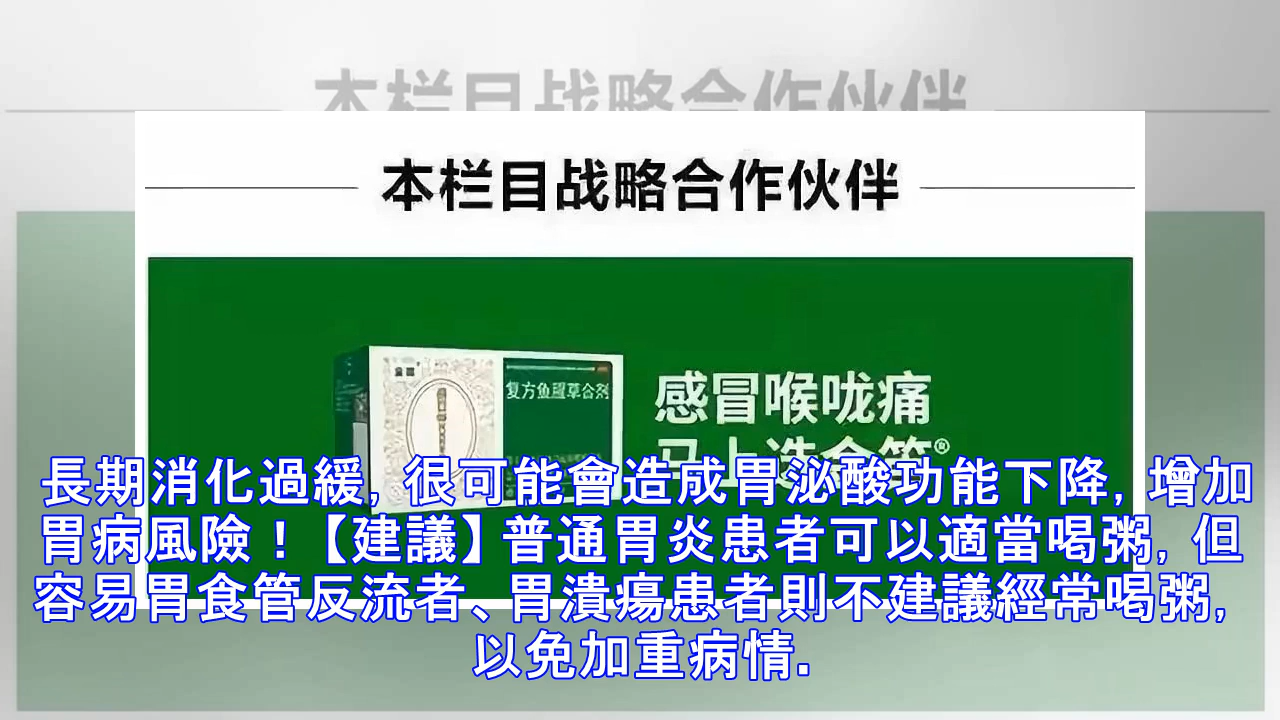 本栏目战略合作伙伴
本栏目战略合作伙伴
复方鱼腥草合剂
感冒喉咙痛
马上选金笛®
長期消化過緩, 很可能會造成胃泌酸功能下降, 增加
胃病風險！【建議】普通胃炎患者可以適當喝粥, 但
容易胃食管反流者、胃潰瘍患者則不建議經常喝粥,
以免加重病情.